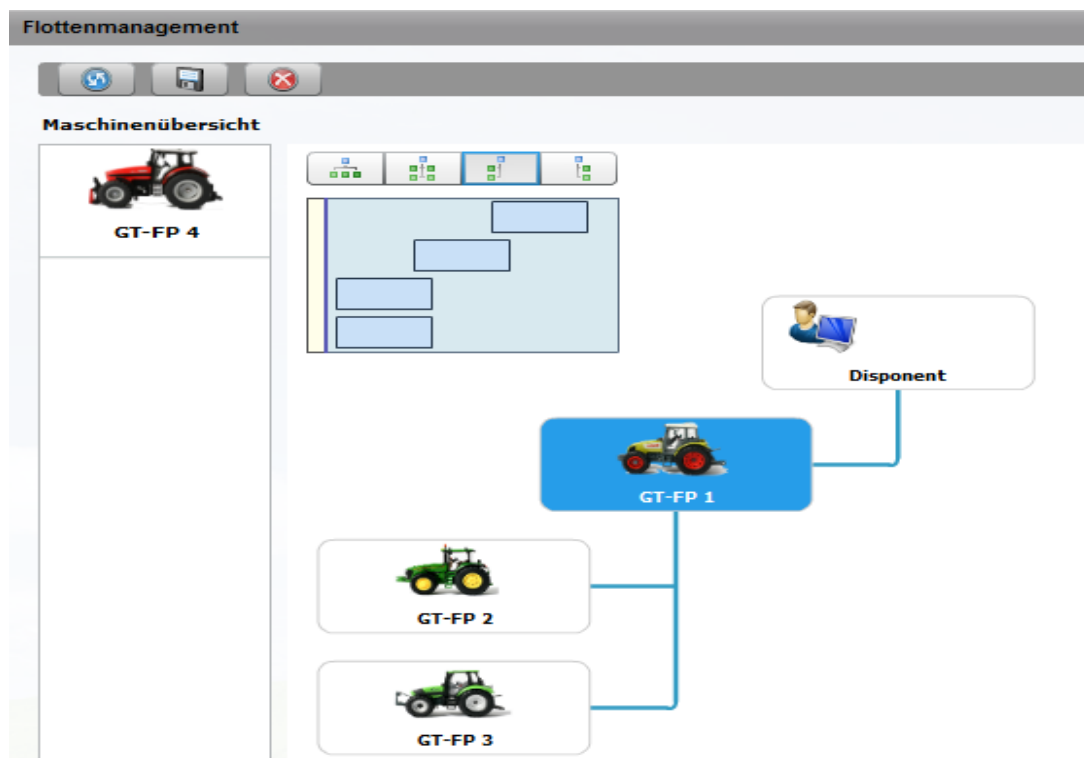 Flottenmanagement
Maschinenübersicht
GT-FP 4
Disponent
GT-FP 1
GT-FP 2
GT-FP 3